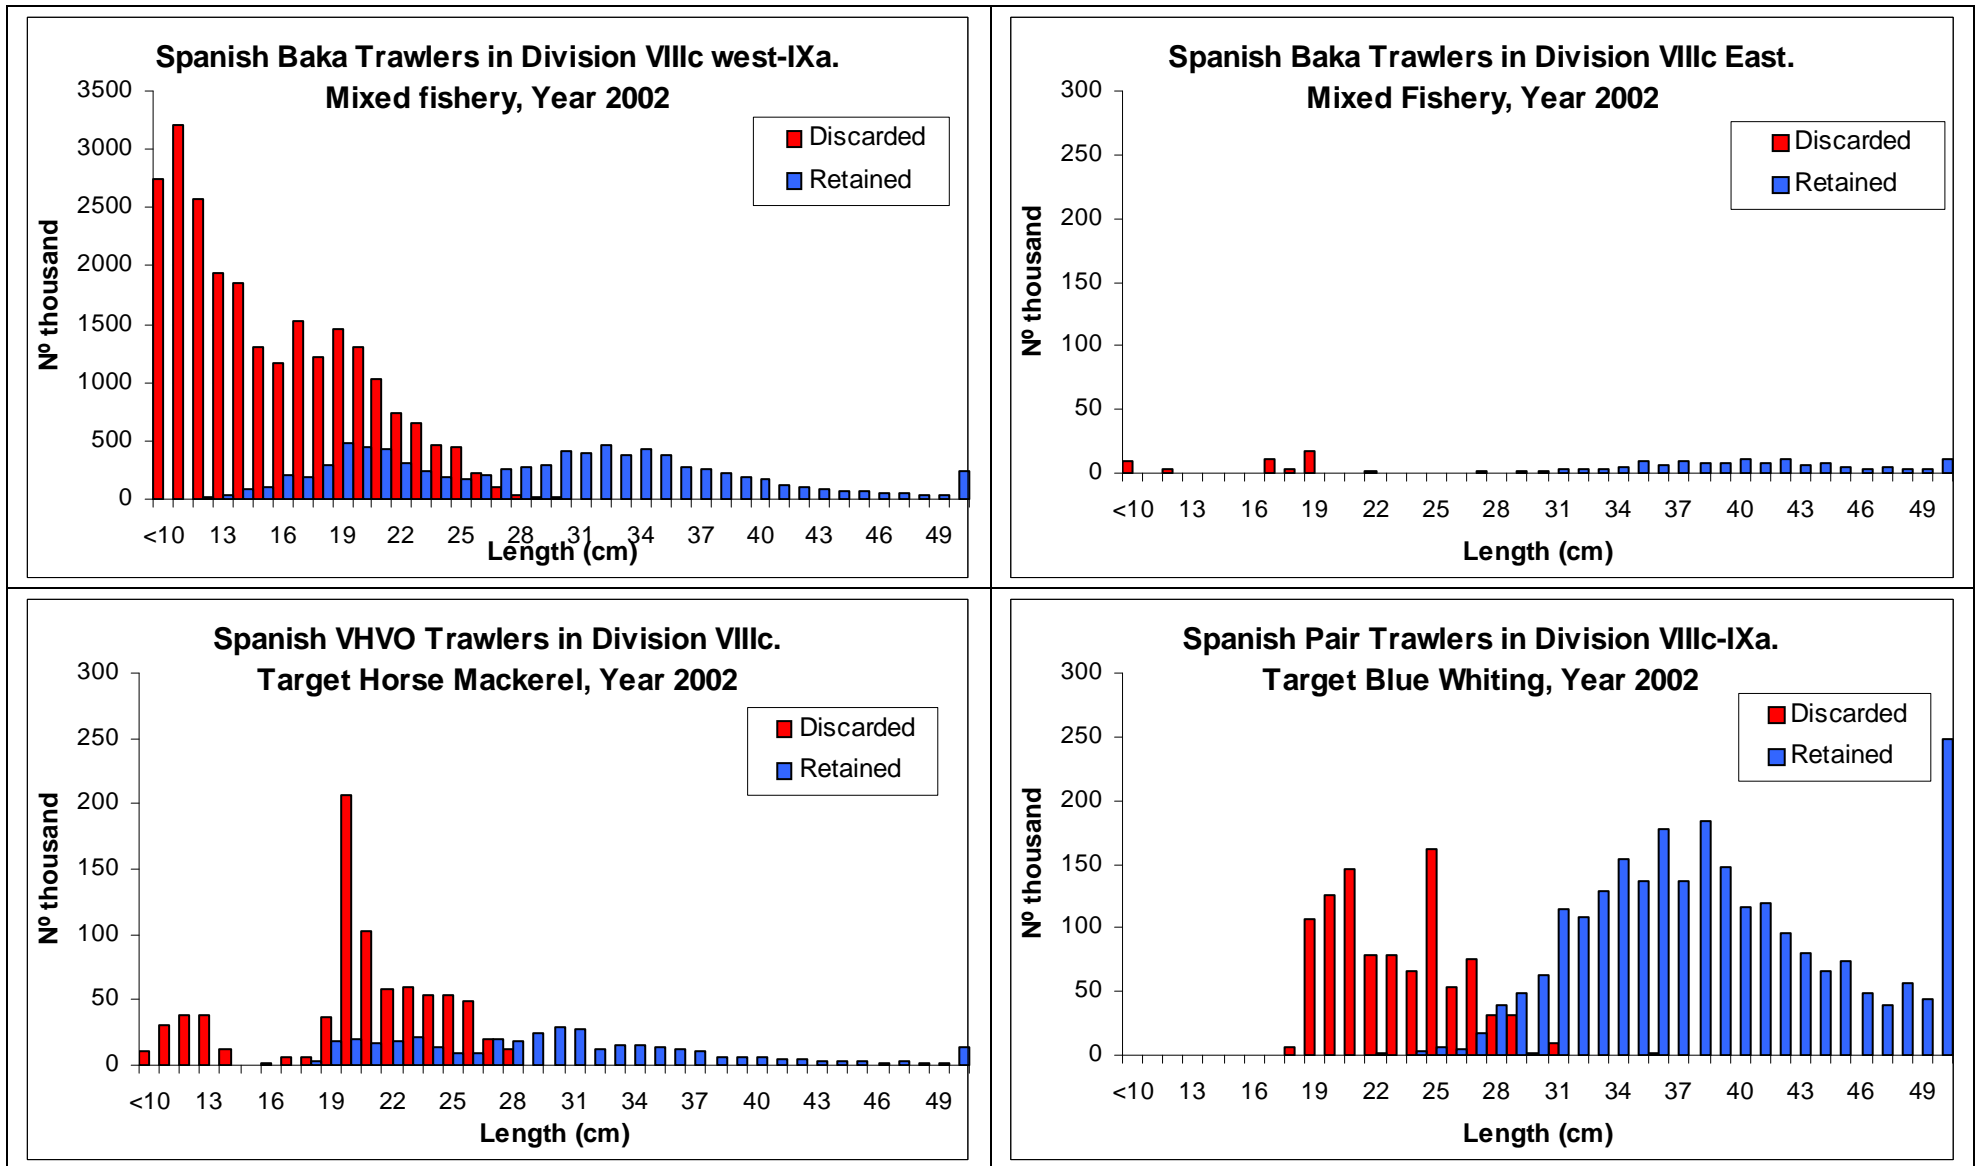 Spanish Baka Trawlers in Division VIIIc west-IXa.
Mixed fishery, Year 2002
Discarded
Retained
Nº thousand
3500
3000
2500
2000
1500
1000
500
0
<10 13 16 19 22 25 28 31 34 37 40 43 46 49
Length (cm)
Spanish Baka Trawlers in Division VIIIc East.
Mixed Fishery, Year 2002
Discarded
Retained
Nº thousand
300
250
200
150
100
50
0
<10 13 16 19 22 25 28 31 34 37 40 43 46 49
Length (cm)
Spanish VHVO Trawlers in Division VIIIc.
Target Horse Mackerel, Year 2002
Discarded
Retained
Nº thousand
300
250
200
150
100
50
0
<10 13 16 19 22 25 28 31 34 37 40 43 46 49
Length (cm)
Spanish Pair Trawlers in Division VIIIc-IXa.
Target Blue Whiting, Year 2002
Discarded
Retained
Nº thousand
300
250
200
150
100
50
0
<10 13 16 19 22 25 28 31 34 37 40 43 46 49
Length (cm)